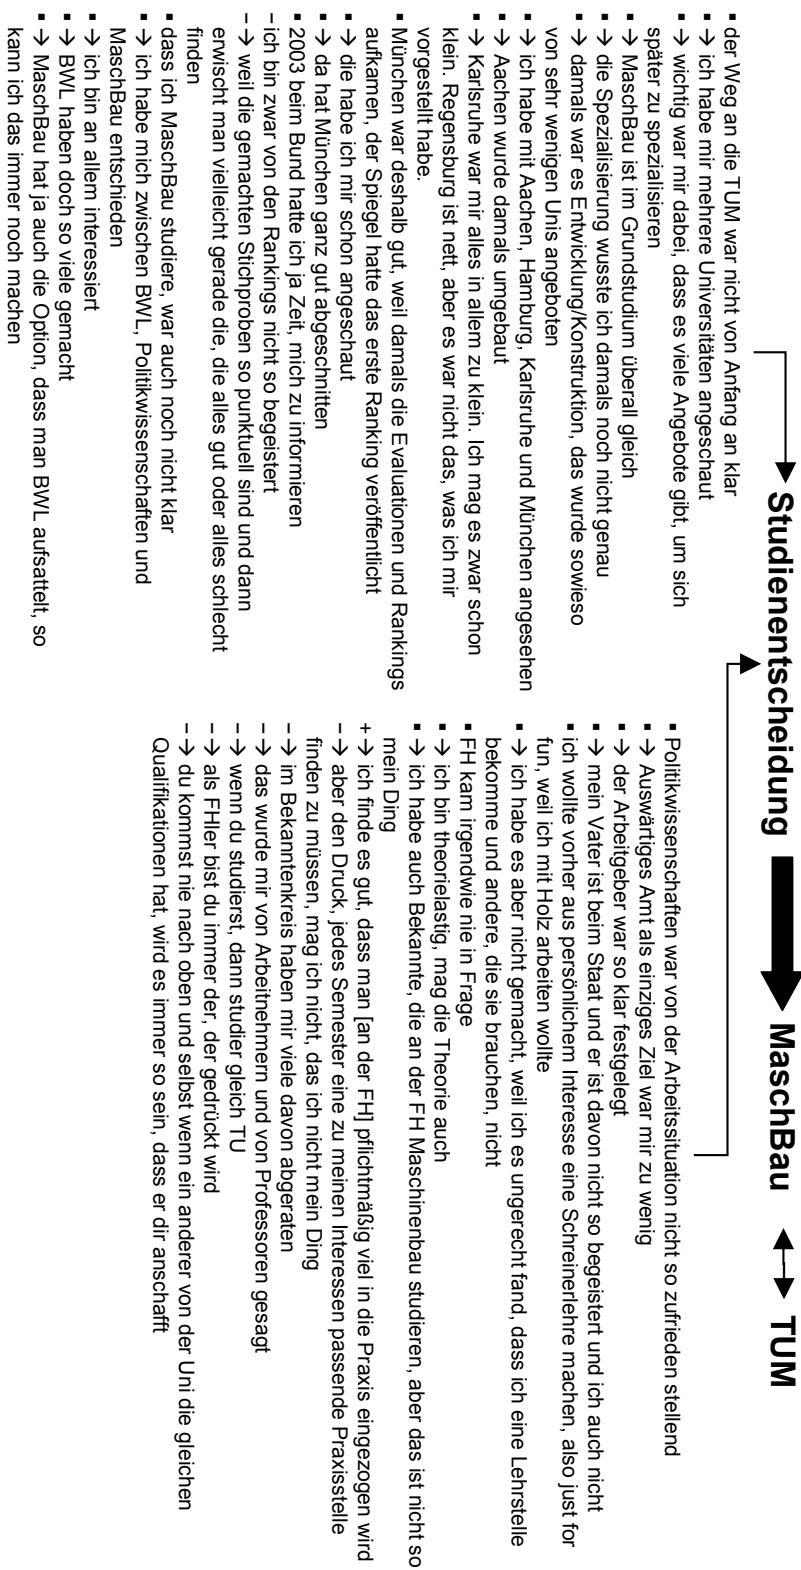 Studienentscheidung → MaschBau ↔ TUM
▪ der Weg an die TUM war nicht von Anfang an klar
▪ → ich habe mir mehrere Universitäten angeschaut
▪ → wichtig war mir dabei, dass es viele Angebote gibt, um sich
später zu spezialisieren
▪ → MaschBau ist im Grundstudium überall gleich
▪ → die Spezialisierung wusste ich damals noch nicht genau
▪ → damals war es Entwicklung/Konstruktion, das wurde sowieso
von sehr wenigen Unis angeboten
▪ → ich habe mit Aachen, Hamburg, Karlsruhe und München angesehen
▪ → Aachen wurde damals umgebaut
▪ → Karlsruhe war mir alles in allem zu klein. Ich mag es zwar schon
klein. Regensburg ist nett, aber es war nicht das, was ich mir
vorgestellt habe.
▪ München war deshalb gut, weil damals die Evaluationen und Rankings
aufkamen, der Spiegel hatte das erste Ranking veröffentlicht
▪ → die habe ich mir schon angeschaut
▪ → da hat München ganz gut abgeschnitten
▪ 2003 beim Bund hatte ich ja Zeit, mich zu informieren
– ich bin zwar von den Rankings nicht so begeistert
– → weil die gemachten Stichproben so punktuell sind und dann
erwischt man vielleicht gerade die, die alles gut oder alles schlecht
finden
▪ dass ich MaschBau studiere, war auch noch nicht klar
▪ → ich habe mich zwischen BWL, Politikwissenschaften und
MaschBau entschieden
▪ → ich bin an allem interessiert
▪ → BWL haben doch so viele gemacht
▪ → MaschBau hat ja auch die Option, dass man BWL aufsattelt, so
kann ich das immer noch machen
▪ Politikwissenschaften war von der Arbeitssituation nicht so zufrieden stellend
▪ → Auswärtiges Amt als einziges Ziel war mir zu wenig
▪ → der Arbeitgeber war so klar festgelegt
▪ → mein Vater ist beim Staat und er ist davon nicht so begeistert und ich auch nicht
▪ ich wollte vorher aus persönlichem Interesse eine Schreinerlehre machen, also just for
fun, weil ich mit Holz arbeiten wollte
▪ → ich habe es aber nicht gemacht, weil ich es ungerecht fand, dass ich eine Lehrstelle
bekomme und andere, die sie brauchen, nicht
▪ FH kam irgendwie nie in Frage
▪ → ich bin theorielastig, mag die Theorie auch
▪ → ich habe auch Bekannte, die an der FH Maschinenbau studieren, aber das ist nicht so
mein Ding
+ → ich finde es gut, dass man [an der FH] pflichtmäßig viel in die Praxis eingezogen wird
– → aber den Druck, jedes Semester eine zu meinen Interessen passende Praxisstelle
finden zu müssen, mag ich nicht, das ich nicht mein Ding
– → im Bekanntenkreis haben mir viele davon abgeraten
– → das wurde mir von Arbeitnehmern und von Professoren gesagt
– → wenn du studierst, dann studier gleich TU
– → als FHler bist du immer der, der gedrückt wird
– → du kommst nie nach oben und selbst wenn ein anderer von der Uni die gleichen
Qualifikationen hat, wird es immer so sein, dass er dir anschafft